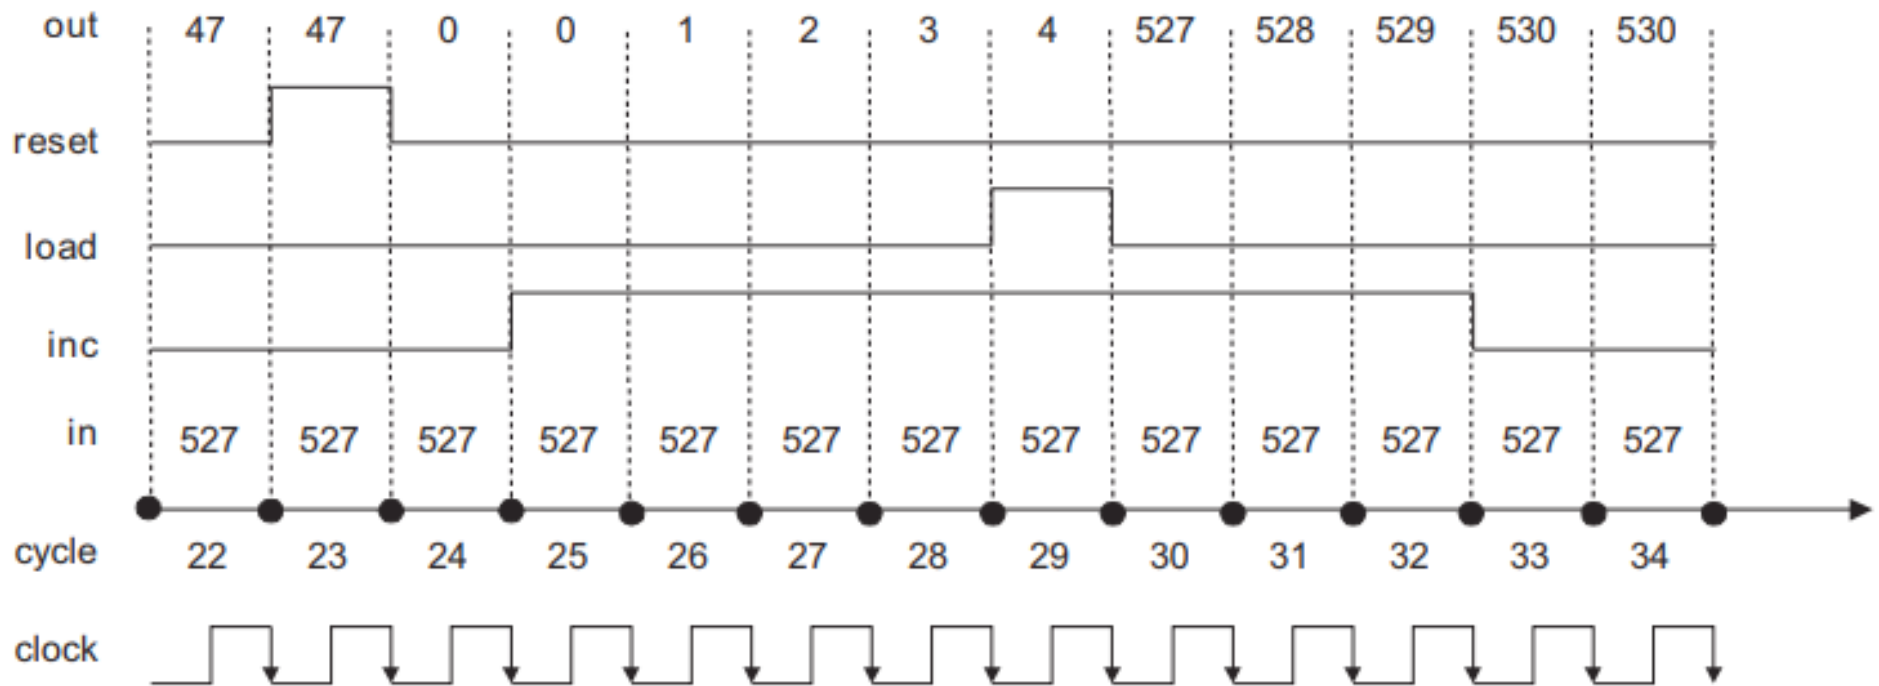 out 47 47 0 0 1 2 3 4 527 528 529 530 530
reset
load
inc
in 527 527 527 527 527 527 527 527 527 527 527 527 527
cycle 22 23 24 25 26 27 28 29 30 31 32 33 34
clock